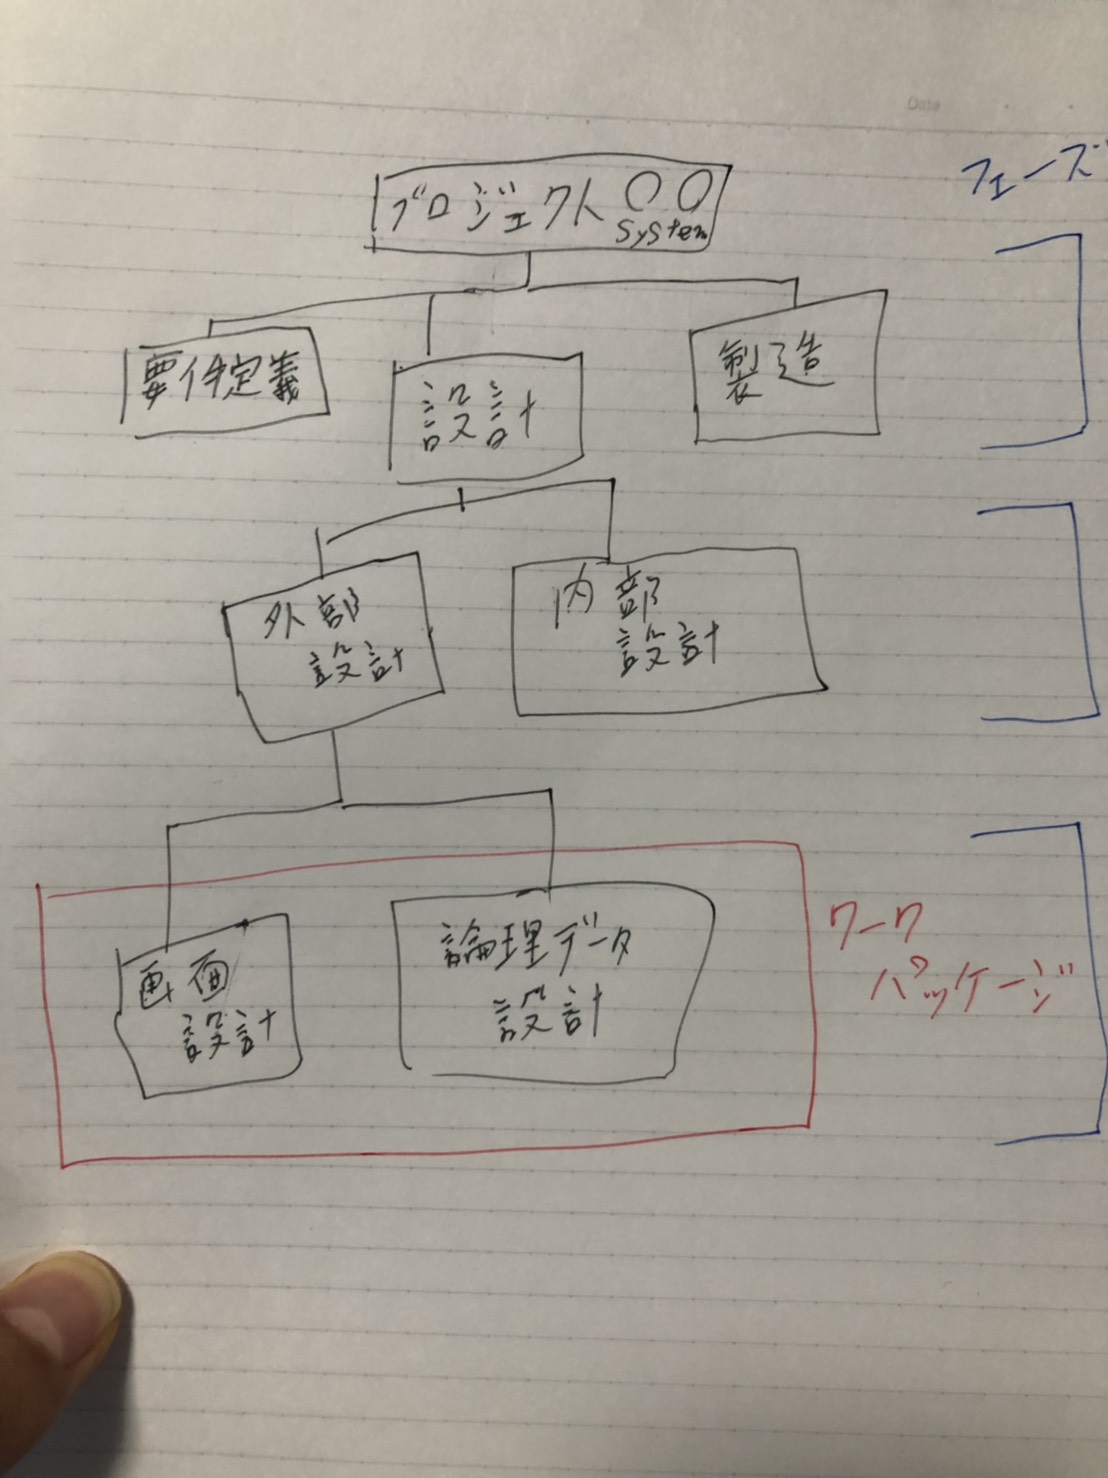 Date
フェーズ
プロジェクト〇〇
System
要件定義
設計
製造
外部
設計
内部
設計
ワーク
パッケージ
画面
設計
論理データ
設計